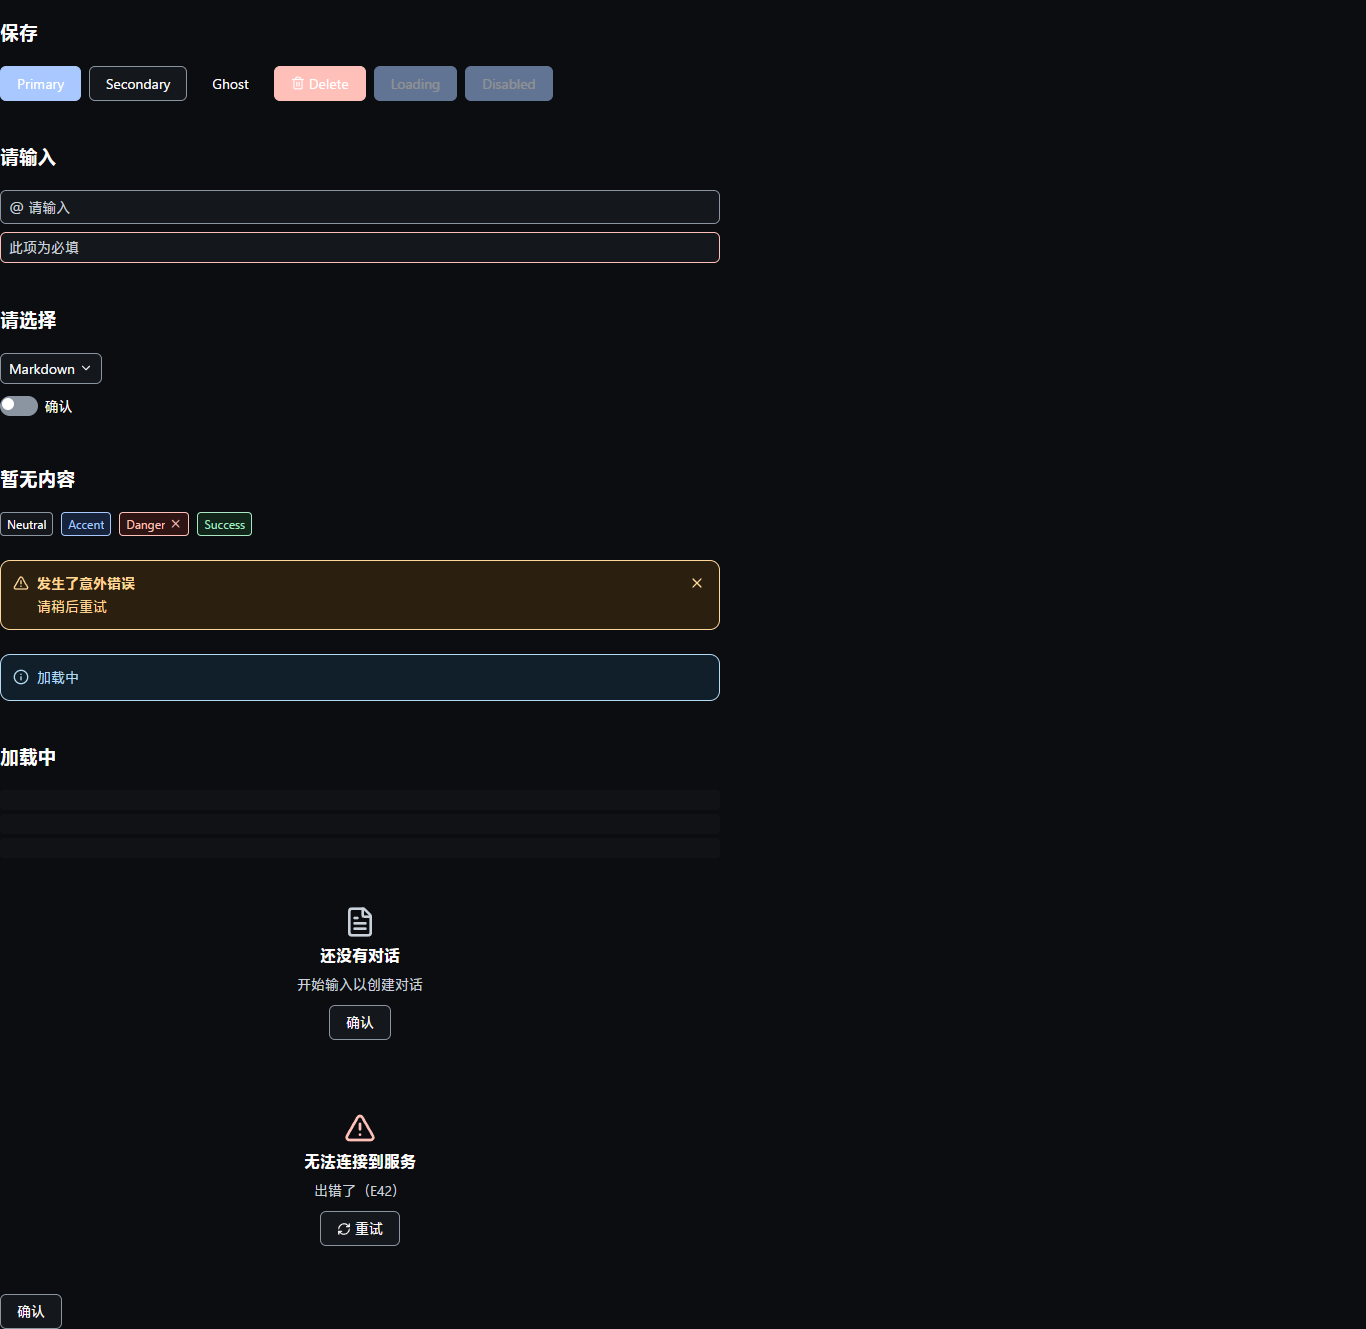 保存
Primary Secondary Ghost Delete Loading Disabled
请输入
@ 请输入
此项为必填
请选择
Markdown
确认
暂无内容
Neutral Accent Danger Success
发生了意外错误
请稍后重试
加载中
加载中
还没有对话
开始输入以创建对话
确认
无法连接到服务
出错了（E42）
重试
确认